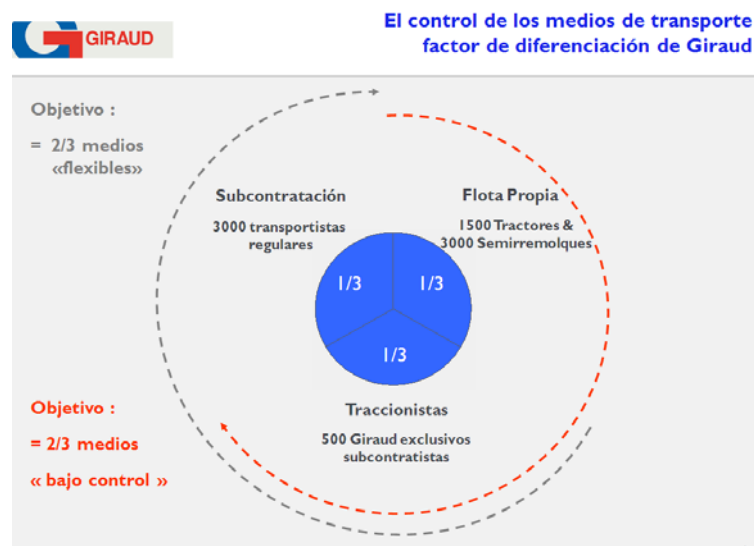 GIRAUD
El control de los medios de transporte
factor de diferenciación de Giraud
Objetivo :
= 2/3 medios
«flexibles»
Subcontratación
3000 transportistas
regulares
Flota Propia
1500 Tractores &
3000 Semirremolques
1/3
1/3
1/3
Traccionistas
500 Giraud exclusivos
subcontratistas
Objetivo :
= 2/3 medios
« bajo control »